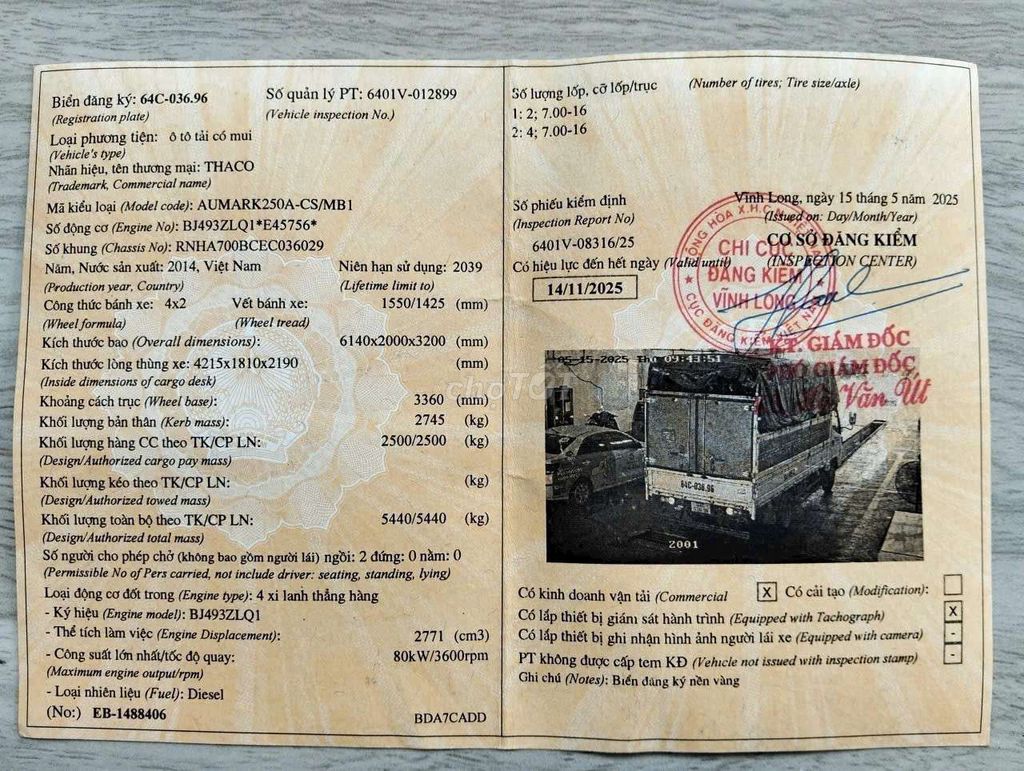 Biển đăng ký: 64C-036.96
Số quản lý PT: 6401V-012899
(Registration plate)
(Vehicle inspection No.)
Loại phương tiện: ô tô tải có mui
(Vehicle's type)
Nhãn hiệu, tên thương mại: THACO
(Trademark, Commercial name)
Mã kiểu loại (Model code): AUMARK250A-CS/MB1
Số động cơ (Engine No): BJ493ZLQ1*E45756*
Số khung (Chassis No): RNHA700BCEC036029
Năm, Nước sản xuất: 2014, Việt Nam
Niên hạn sử dụng: 2039
(Production year, Country)
(Lifetime limit to)
Công thức bánh xe: 4x2
Vết bánh xe: 1550/1425 (mm)
(Wheel formula)
(Wheel tread)
Kích thước bao (Overall dimensions): 6140x2000x3200 (mm)
Kích thước lòng thùng xe: 4215x1810x2190 (mm)
(Inside dimensions of cargo desk)
Khoảng cách trục (Wheel base): 3360 (mm)
Khối lượng bản thân (Kerb mass): 2745 (kg)
Khối lượng hàng CC theo TK/CP LN: 2500/2500 (kg)
(Design/Authorized cargo pay mass)
Khối lượng kéo theo TK/CP LN: (kg)
(Design/Authorized towed mass)
Khối lượng toàn bộ theo TK/CP LN: 5440/5440 (kg)
(Design/Authorized total mass)
Số người cho phép chở (không bao gồm người lái) ngồi: 2 đứng: 0 nằm: 0
(Permissible No of Pers carried, not include driver: seating, standing, lying)
Loại động cơ đốt trong (Engine type): 4 xi lanh thẳng hàng
- Ký hiệu (Engine model): BJ493ZLQ1
- Thể tích làm việc (Engine Displacement): 2771 (cm3)
- Công suất lớn nhất/tốc độ quay: 80kW/3600rpm
(Maximum engine output/rpm)
- Loại nhiên liệu (Fuel): Diesel
(No:) EB-1488406
BDA7CADD
Số lượng lốp, cỡ lốp/trục (Number of tires; Tire size/axle)
1: 2; 7.00-16
2: 4; 7.00-16
Vĩnh Long, ngày 15 tháng 5 năm 2025
(Issued on: Day/Month/Year)
Số phiếu kiểm định
(Inspection Report No)
6401V-08316/25
CƠ SỞ ĐĂNG KIỂM
(INSPECTION CENTER)
Có hiệu lực đến hết ngày (Valid until)
14/11/2025
CHI CỤC
ĐĂNG KIỂM
VĨNH LONG
CỤC ĐĂNG KIỂM VIỆT NAM
KT. GIÁM ĐỐC
PHÓ GIÁM ĐỐC
Văn Út
05-15-2025 Thu 09:43:51
chợTỐT
64C-036.96
2001
Có kinh doanh vận tải (Commercial X Có cải tạo (Modification):
Có lắp thiết bị giám sát hành trình (Equipped with Tachograph) X
Có lắp thiết bị ghi nhận hình ảnh người lái xe (Equipped with camera) -
PT không được cấp tem KĐ (Vehicle not issued with inspection stamp) -
Ghi chú (Notes): Biển đăng ký nền vàng